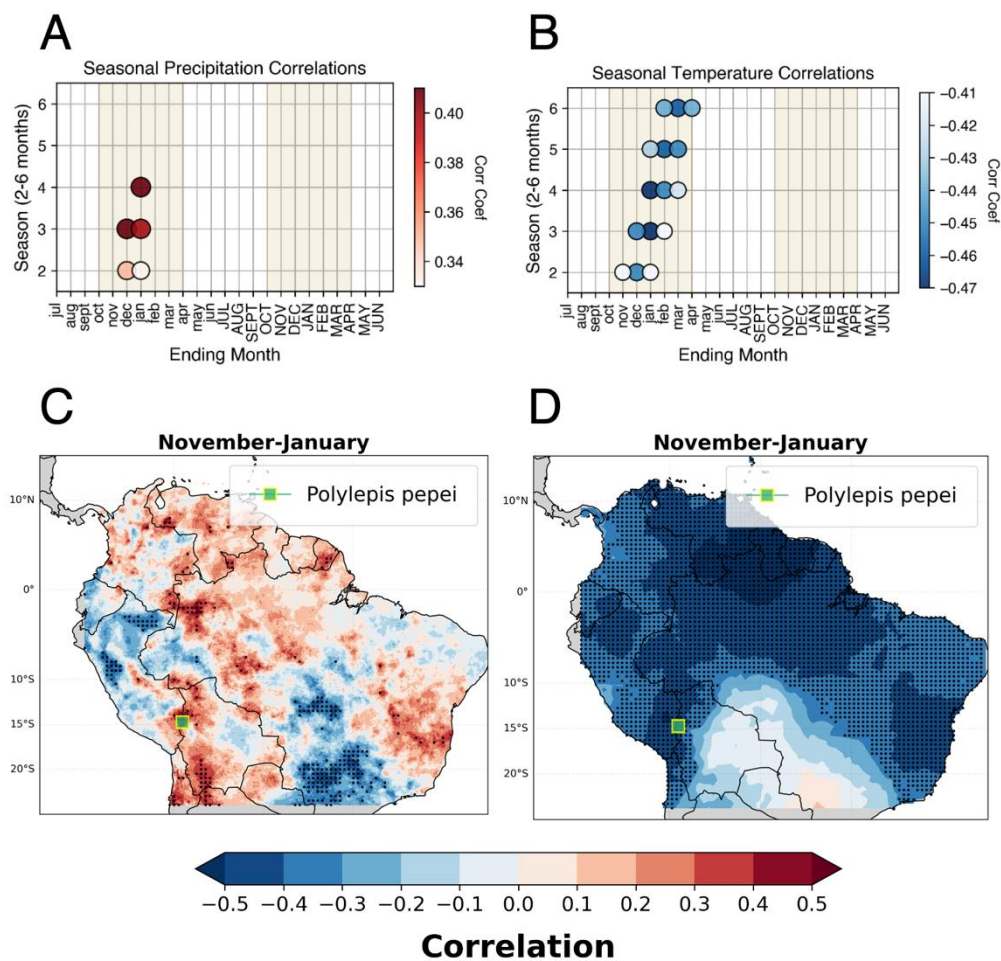 A
Seasonal Precipitation Correlations
Season (2-6 months)
6
5
4
3
2
jul
aug
sept
oct
nov
dec
jan
feb
mar
apr
may
jun
JUL
AUG
SEPT
OCT
NOV
DEC
JAN
FEB
MAR
APR
MAY
JUN
Ending Month
0.40
0.38
0.36
0.34
Corr Coef
B
Seasonal Temperature Correlations
Season (2-6 months)
6
5
4
3
2
jul
aug
sept
oct
nov
dec
jan
feb
mar
apr
may
jun
JUL
AUG
SEPT
OCT
NOV
DEC
JAN
FEB
MAR
APR
MAY
JUN
Ending Month
−0.41
−0.42
−0.43
−0.44
−0.45
−0.46
−0.47
Corr Coef
C
November-January
Polylepis pepei
10°N
0°
10°S
15°S
20°S
D
November-January
Polylepis pepei
10°N
0°
10°S
15°S
20°S
−0.5 −0.4 −0.3 −0.2 −0.1 0.0 0.1 0.2 0.3 0.4 0.5
Correlation